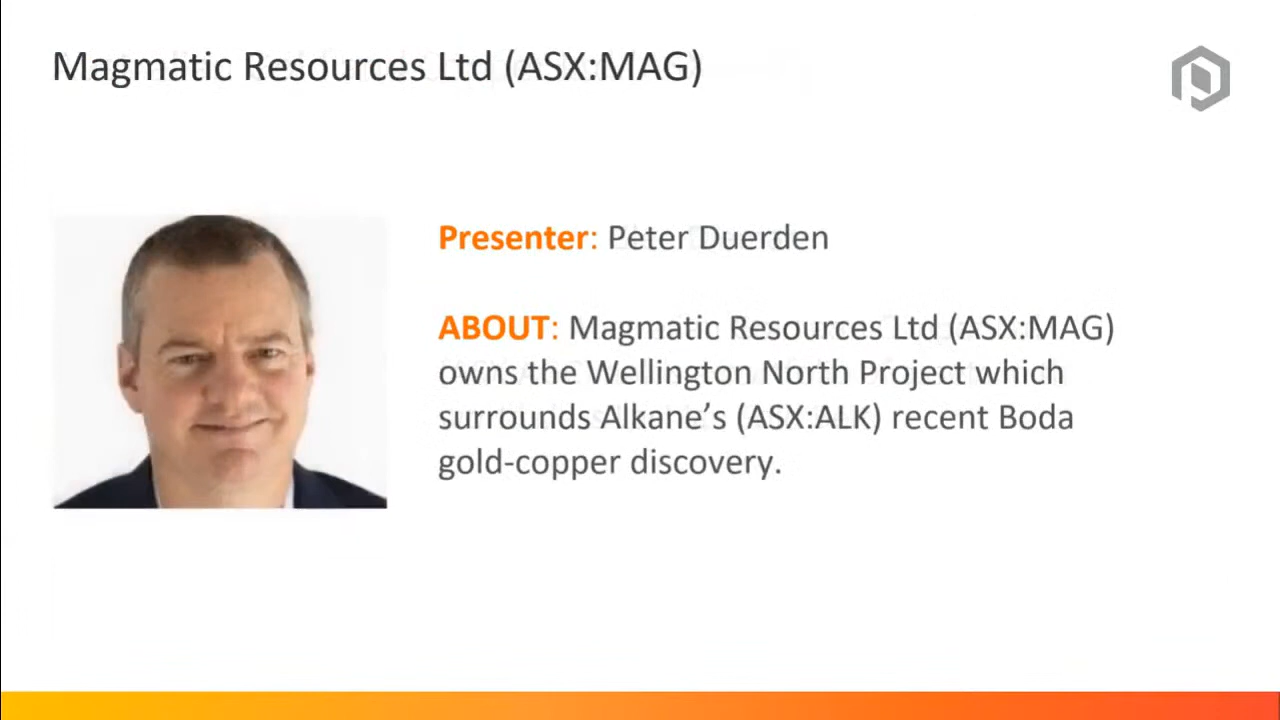 Magmatic Resources Ltd (ASX:MAG)
Presenter: Peter Duerden
ABOUT: Magmatic Resources Ltd (ASX:MAG)
owns the Wellington North Project which
surrounds Alkane’s (ASX:ALK) recent Boda
gold-copper discovery.